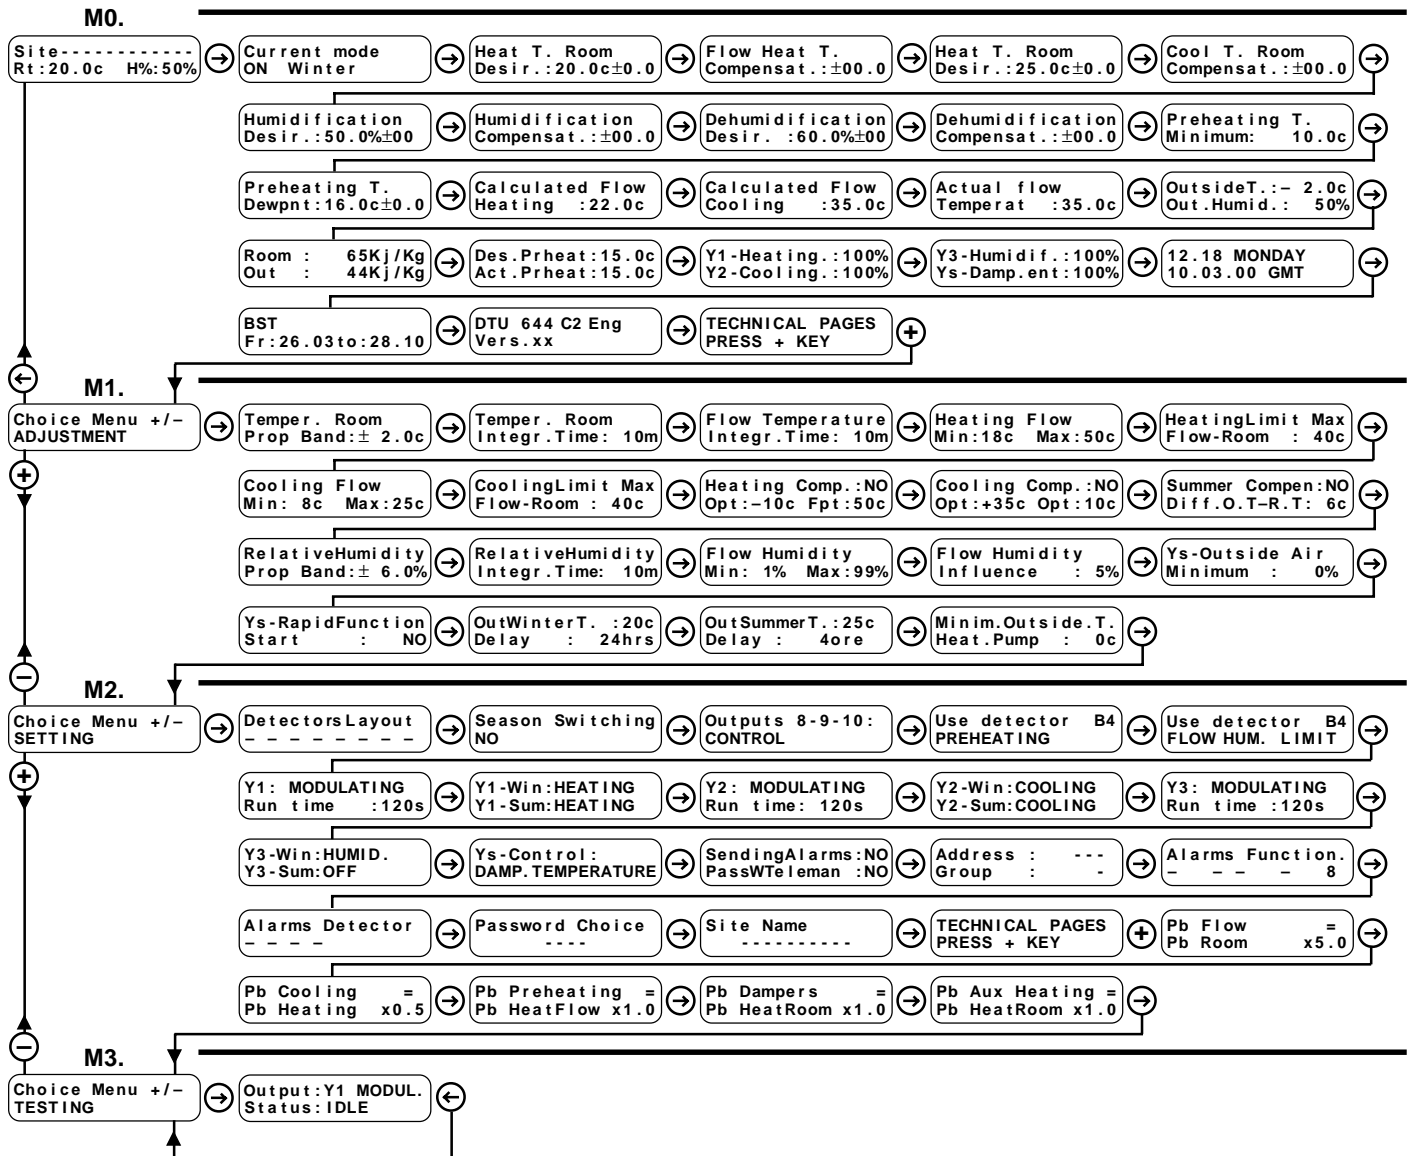 M0.
Site------------
Rt:20.0c H%:50%
Current mode
ON Winter
Heat T. Room
Desir.:20.0c±0.0
Flow Heat T.
Compensat.:±00.0
Heat T. Room
Desir.:25.0c±0.0
Cool T. Room
Compensat.:±00.0
Humidification
Desir.:50.0%±00
Humidification
Compensat.:±00.0
Dehumidification
Desir. :60.0%±00
Dehumidification
Compensat.:±00.0
Preheating T.
Minimum: 10.0c
Preheating T.
Dewpnt:16.0c±0.0
Calculated Flow
Heating :22.0c
Calculated Flow
Cooling :35.0c
Actual flow
Temperat :35.0c
OutsideT.:– 2.0c
Out.Humid.: 50%
Room : 65Kj/Kg
Out : 44Kj/Kg
Des.Prheat:15.0c
Act.Prheat:15.0c
Y1-Heating.:100%
Y2-Cooling.:100%
Y3-Humidif.:100%
Ys-Damp.ent:100%
12.18 MONDAY
10.03.00 GMT
BST
Fr:26.03to:28.10
DTU 644 C2 Eng
Vers.xx
TECHNICAL PAGES
PRESS + KEY
M1.
Choice Menu +/–
ADJUSTMENT
Temper. Room
Prop Band:± 2.0c
Temper. Room
Integr.Time: 10m
Flow Temperature
Integr.Time: 10m
Heating Flow
Min:18c Max:50c
HeatingLimit Max
Flow-Room : 40c
Cooling Flow
Min: 8c Max:25c
CoolingLimit Max
Flow-Room : 40c
Heating Comp.:NO
Opt:–10c Fpt:50c
Cooling Comp.:NO
Opt:+35c Opt:10c
Summer Compen:NO
Diff.O.T–R.T: 6c
RelativeHumidity
Prop Band:± 6.0%
RelativeHumidity
Integr.Time: 10m
Flow Humidity
Min: 1% Max:99%
Flow Humidity
Influence : 5%
Ys-Outside Air
Minimum : 0%
Ys-RapidFunction
Start : NO
OutWinterT. :20c
Delay : 24hrs
OutSummerT.:25c
Delay : 4ore
Minim.Outside.T.
Heat.Pump : 0c
M2.
Choice Menu +/–
SETTING
DetectorsLayout
– – – – – – – –
Season Switching
NO
Outputs 8-9-10:
CONTROL
Use detector B4
PREHEATING
Use detector B4
FLOW HUM. LIMIT
Y1: MODULATING
Run time :120s
Y1-Win:HEATING
Y1-Sum:HEATING
Y2: MODULATING
Run time: 120s
Y2-Win:COOLING
Y2-Sum:COOLING
Y3: MODULATING
Run time :120s
Y3-Win:HUMID.
Y3-Sum:OFF
Ys-Control:
DAMP.TEMPERATURE
SendingAlarms:NO
PassWTeleman :NO
Address : ---
Group : -
Alarms Function.
– – – – 8
Alarms Detector
– – – –
Password Choice
----
Site Name
----------
TECHNICAL PAGES
PRESS + KEY
Pb Flow =
Pb Room x5.0
Pb Cooling =
Pb Heating x0.5
Pb Preheating =
Pb HeatFlow x1.0
Pb Dampers =
Pb HeatRoom x1.0
Pb Aux Heating =
Pb HeatRoom x1.0
M3.
Choice Menu +/–
TESTING
Output:Y1 MODUL.
Status:IDLE